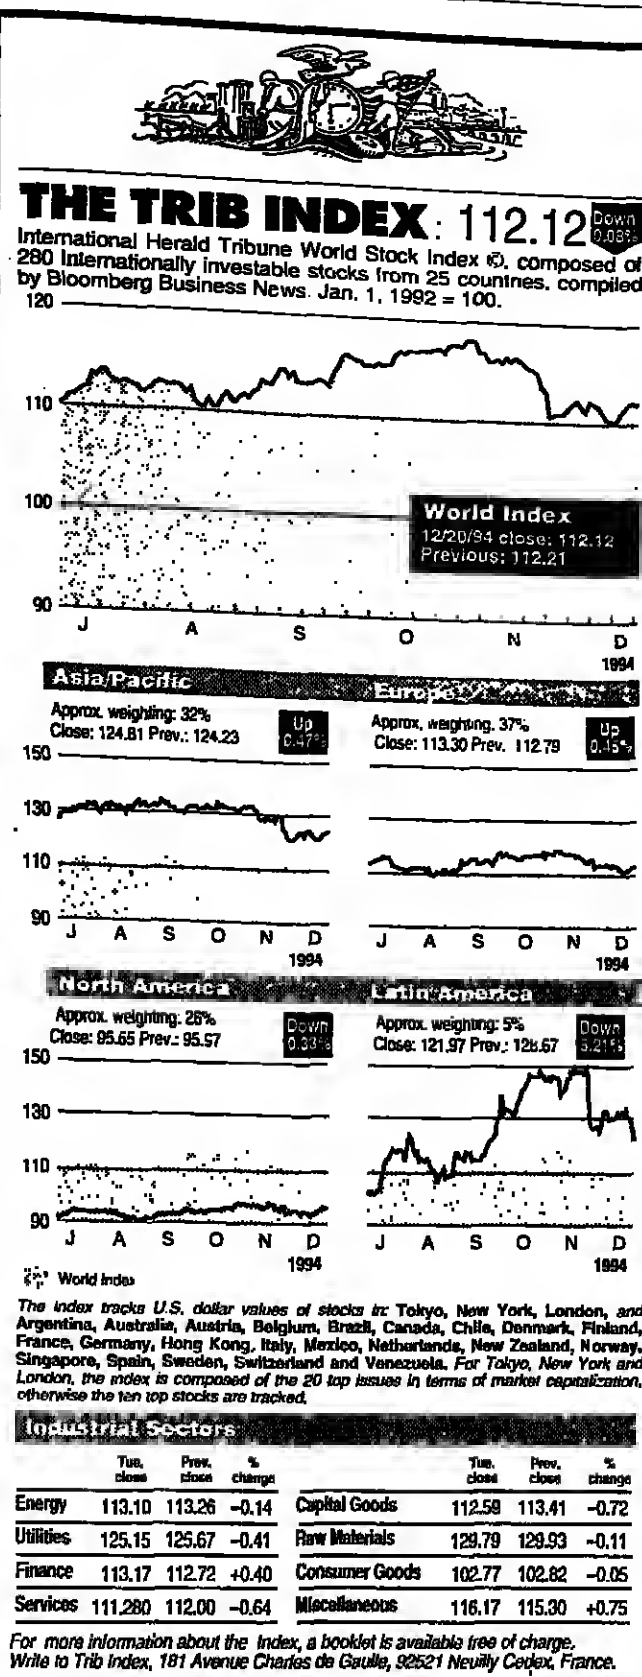 THE TRIB INDEX: 112.12
Down
0.08%
International Herald Tribune World Stock Index ©, composed of
280 Internationally investable stocks from 25 countries, compiled
by Bloomberg Business News. Jan. 1, 1992 = 100.
120
110
100
90
World Index
12/20/94 close: 112.12
Previous: 112.21
J A S O N D
1994
Asia/Pacific
Approx. weighting: 32%
Close: 124.81 Prev.: 124.23
Up
0.47%
150
130
110
90
J A S O N D
1994
Europe
Approx. weighting. 37%
Close: 113.30 Prev. 112.79
Up
0.45%
J A S O N D
1994
North America
Approx. weighting: 26%
Close: 95.65 Prev.: 95.97
Down
0.33%
150
130
110
90
J A S O N D
1994
Latin America
Approx. weighting: 5%
Close: 121.97 Prev.: 128.67
Down
5.21%
J A S O N D
1994
World Index
The index tracks U.S. dollar values of stocks in: Tokyo, New York, London, and
Argentina, Australia, Austria, Belgium, Brazil, Canada, Chile, Denmark, Finland,
France, Germany, Hong Kong, Italy, Mexico, Netherlands, New Zealand, Norway,
Singapore, Spain, Sweden, Switzerland and Venezuela. For Tokyo, New York and
London, the index is composed of the 20 top issues in terms of market capitalization,
otherwise the ten top stocks are tracked.
Industrial Sectors
Tue. close Prev. close % change Tue. close Prev. close % change
Energy 113.10 113.26 −0.14 Capital Goods 112.59 113.41 −0.72
Utilities 125.15 125.67 −0.41 Raw Materials 129.79 129.93 −0.11
Finance 113.17 112.72 +0.40 Consumer Goods 102.77 102.82 −0.05
Services 111.280 112.00 −0.64 Miscellaneous 116.17 115.30 +0.75
For more information about the Index, a booklet is available free of charge.
Write to Trib Index, 181 Avenue Charles de Gaulle, 92521 Neuilly Cedex, France.